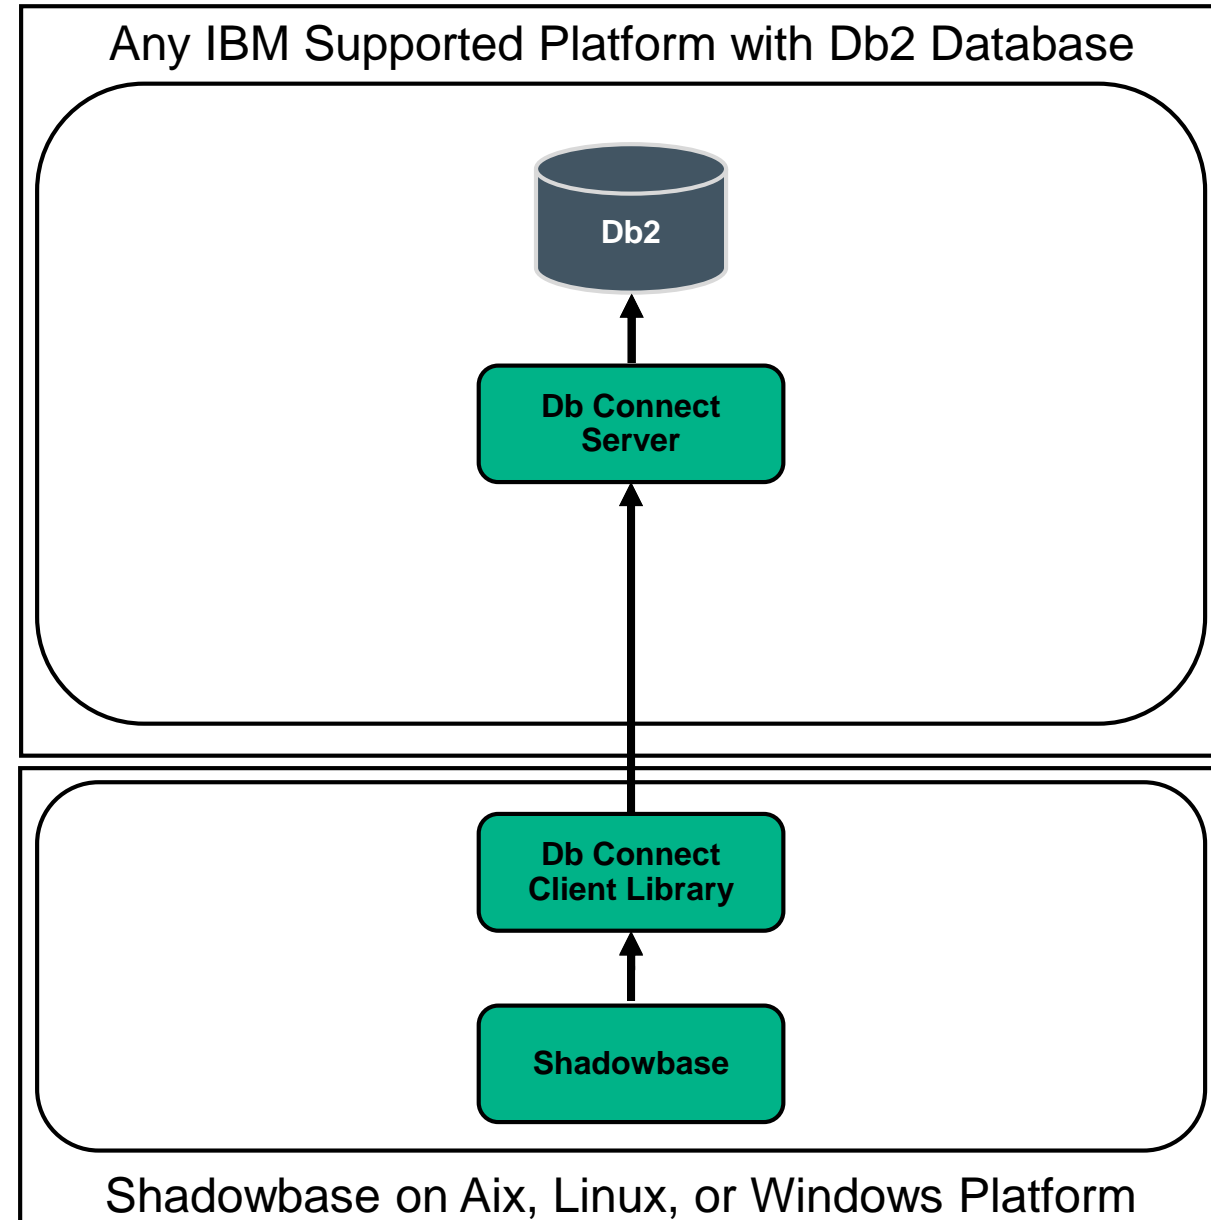 Any IBM Supported Platform with Db2 Database
Db2
Db Connect
Server
Db Connect
Client Library
Shadowbase
Shadowbase on Aix, Linux, or Windows Platform